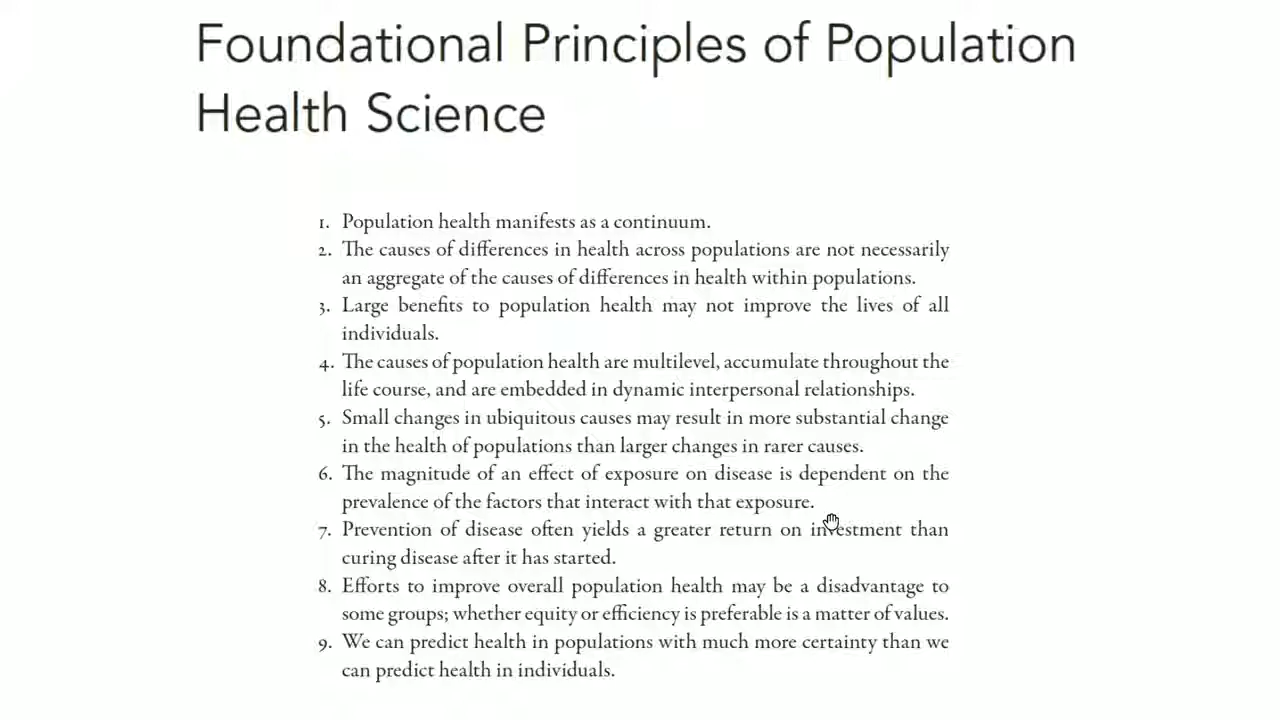 Foundational Principles of Population
Health Science
1. Population health manifests as a continuum.
2. The causes of differences in health across populations are not necessarily
an aggregate of the causes of differences in health within populations.
3. Large benefits to population health may not improve the lives of all
individuals.
4. The causes of population health are multilevel, accumulate throughout the
life course, and are embedded in dynamic interpersonal relationships.
5. Small changes in ubiquitous causes may result in more substantial change
in the health of populations than larger changes in rarer causes.
6. The magnitude of an effect of exposure on disease is dependent on the
prevalence of the factors that interact with that exposure.
7. Prevention of disease often yields a greater return on investment than
curing disease after it has started.
8. Efforts to improve overall population health may be a disadvantage to
some groups; whether equity or efficiency is preferable is a matter of values.
9. We can predict health in populations with much more certainty than we
can predict health in individuals.